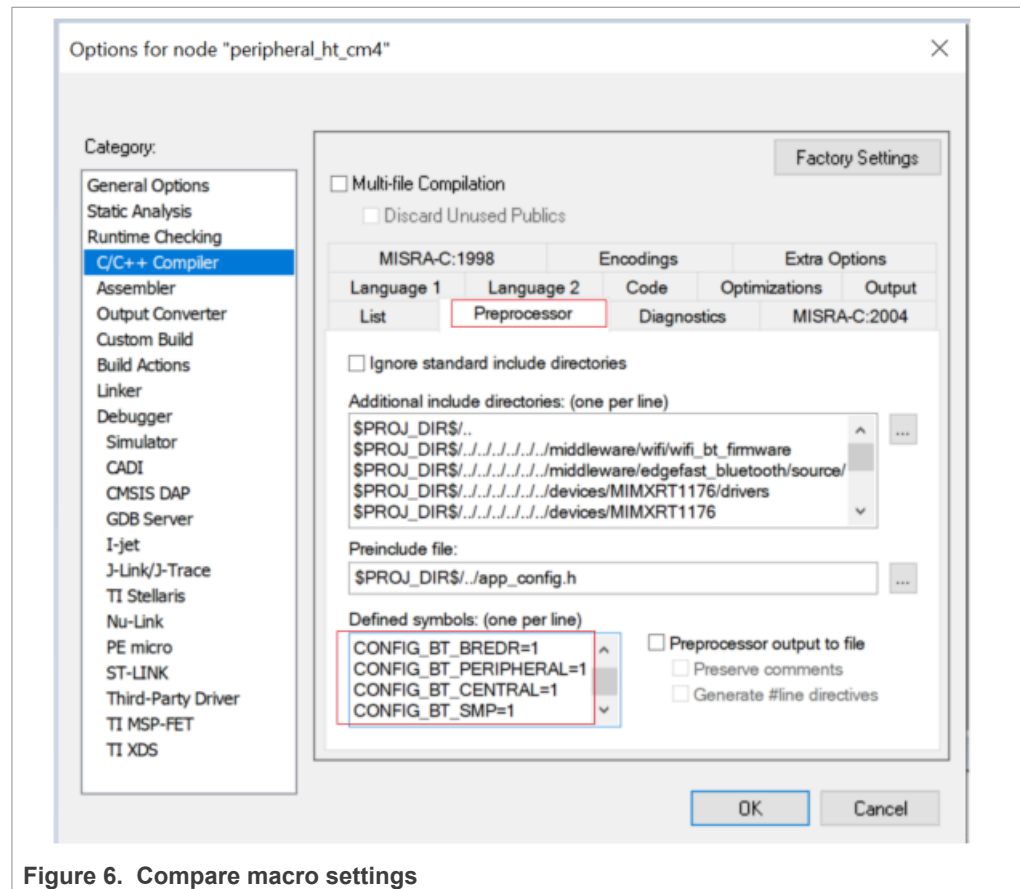 Options for node "peripheral_ht_cm4"
Category:
General Options
Static Analysis
Runtime Checking
C/C++ Compiler
Assembler
Output Converter
Custom Build
Build Actions
Linker
Debugger
Simulator
CADI
CMSIS DAP
GDB Server
I-jet
J-Link/J-Trace
TI Stellaris
Nu-Link
PE micro
ST-LINK
Third-Party Driver
TI MSP-FET
TI XDS
Factory Settings
Multi-file Compilation
Discard Unused Publics
MISRA-C:1998 Encodings Extra Options
Language 1 Language 2 Code Optimizations Output
List Preprocessor Diagnostics MISRA-C:2004
Ignore standard include directories
Additional include directories: (one per line)
$PROJ_DIR$/..
$PROJ_DIR$/../../../../../../middleware/wifi/wifi_bt_firmware
$PROJ_DIR$/../../../../../../middleware/edgefast_bluetooth/source/
$PROJ_DIR$/../../../../../../devices/MIMXRT1176/drivers
$PROJ_DIR$/../../../../../../devices/MIMXRT1176
...
Preinclude file:
$PROJ_DIR$/../app_config.h
...
Defined symbols: (one per line)
CONFIG_BT_BREDR=1
CONFIG_BT_PERIPHERAL=1
CONFIG_BT_CENTRAL=1
CONFIG_BT_SMP=1
Preprocessor output to file
Preserve comments
Generate #line directives
OK Cancel
Figure 6. Compare macro settings